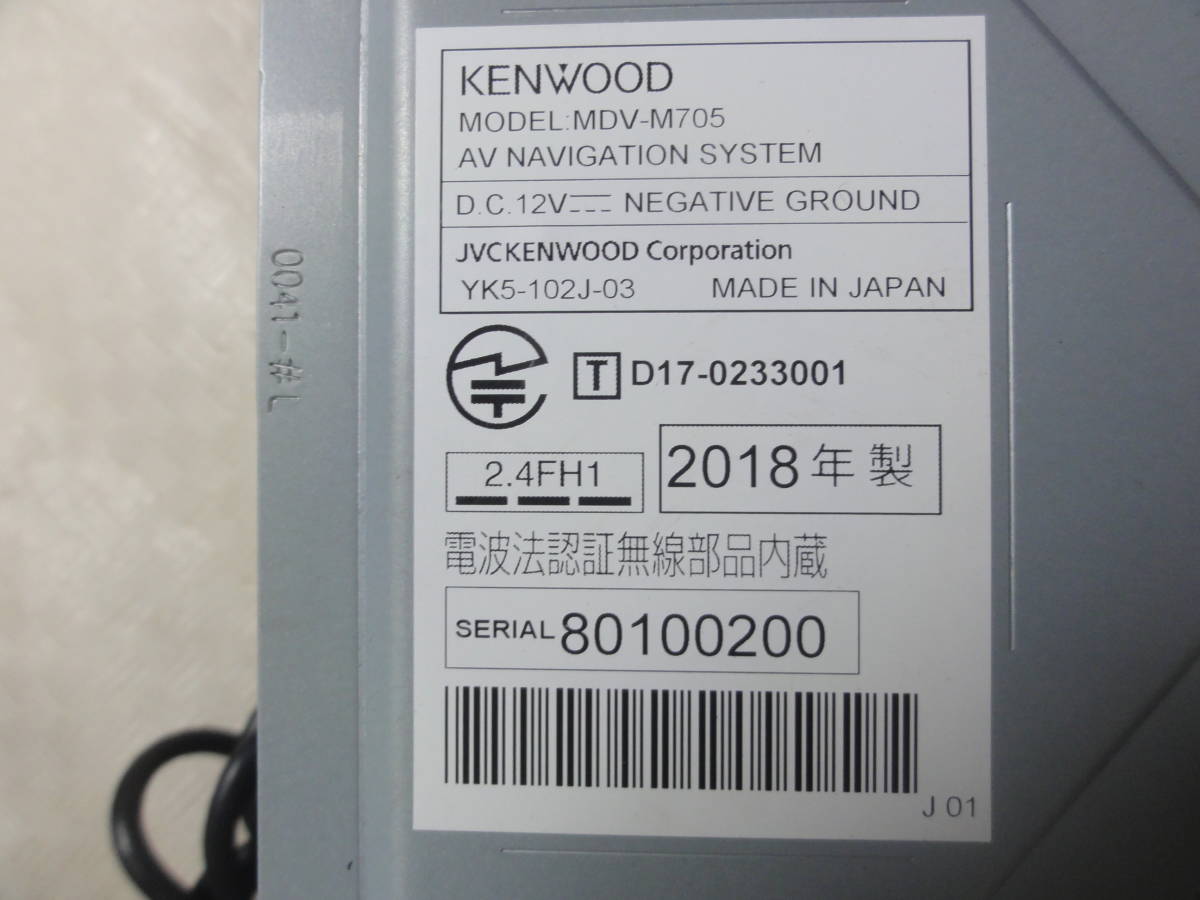 KENWOOD
MODEL:MDV-M705
AV NAVIGATION SYSTEM
D.C.12V⎓ NEGATIVE GROUND
JVCKENWOOD Corporation
YK5-102J-03 MADE IN JAPAN
T D17-0233001
2.4FH1
2018年製
電波法認証無線部品内蔵
SERIAL 80100200
J 01
0041-#L